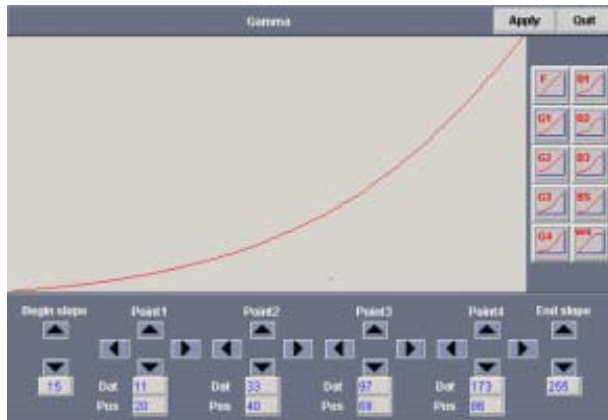 Gamma Apply Quit
F B1
G1 B2
G2 B3
G3 BS
G4
Begin slope Point1 Point2 Point3 Point4 End slope
15 Dat 11 Dat 33 Dat 97 Dat 173 255
Pos 20 Pos 40 Pos Pos